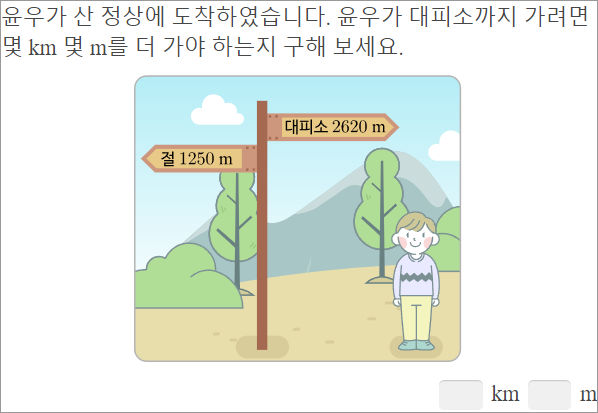 윤우가 산 정상에 도착하였습니다. 윤우가 대피소까지 가려면
몇 km 몇 m를 더 가야 하는지 구해 보세요.
대피소 2620 m
절 1250 m
km m